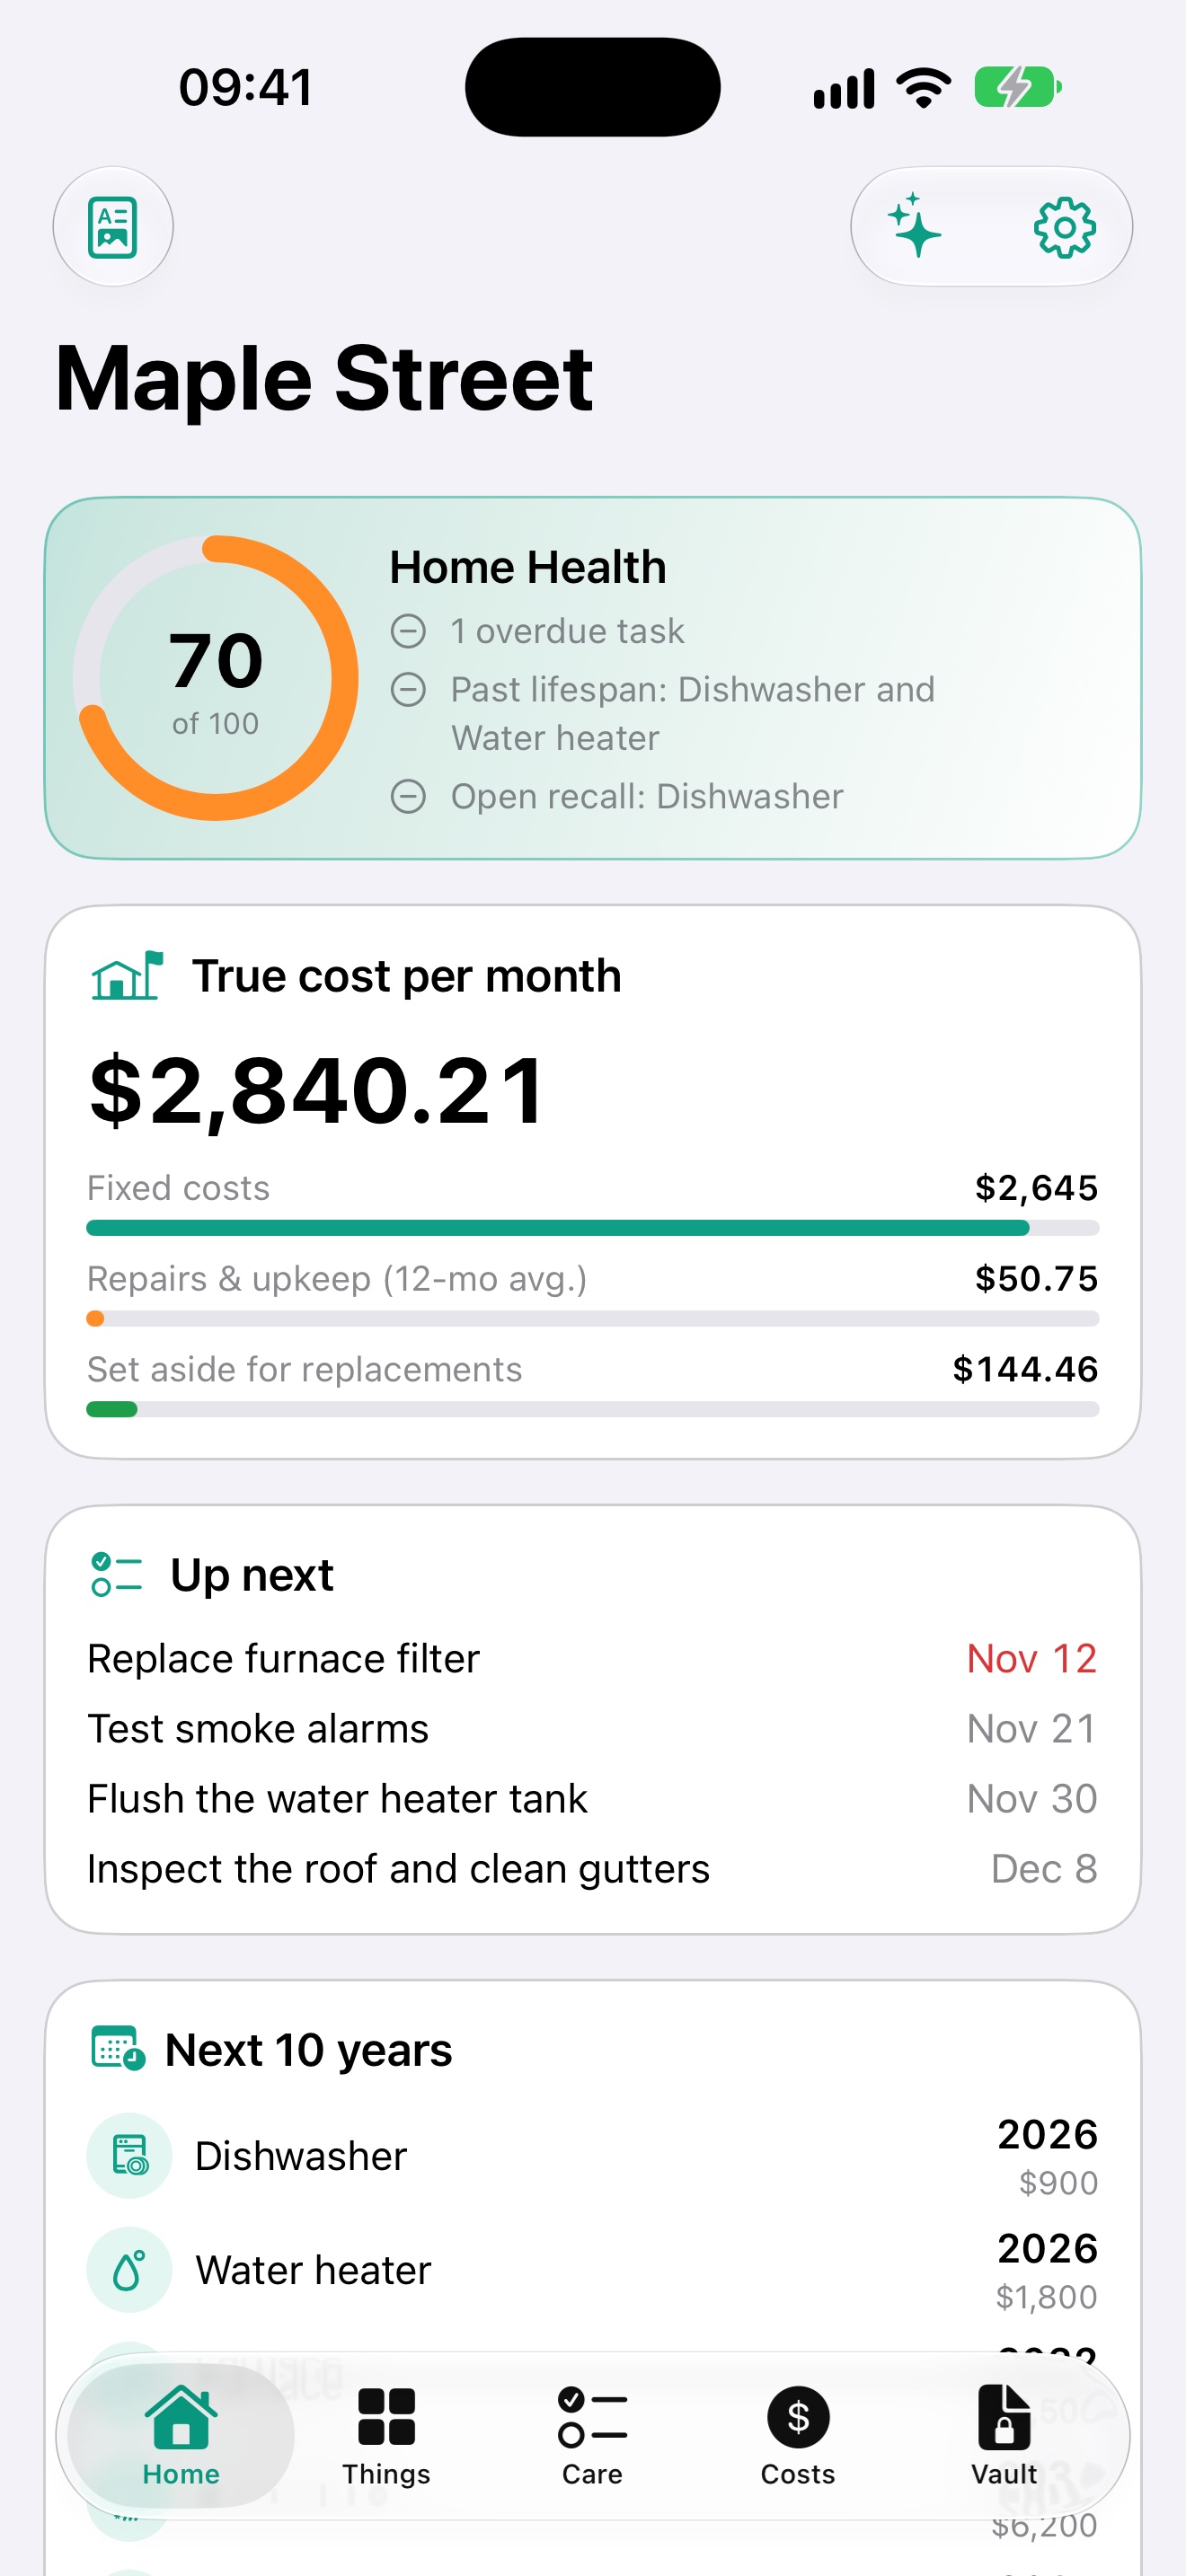 09:41
Maple Street
70
of 100
Home Health
1 overdue task
Past lifespan: Dishwasher and
Water heater
Open recall: Dishwasher
True cost per month
$2,840.21
Fixed costs $2,645
Repairs & upkeep (12-mo avg.) $50.75
Set aside for replacements $144.46
Up next
Replace furnace filter Nov 12
Test smoke alarms Nov 21
Flush the water heater tank Nov 30
Inspect the roof and clean gutters Dec 8
Next 10 years
Dishwasher 2026
$900
Water heater 2026
$1,800
Home Things Care Costs Vault
$6,200